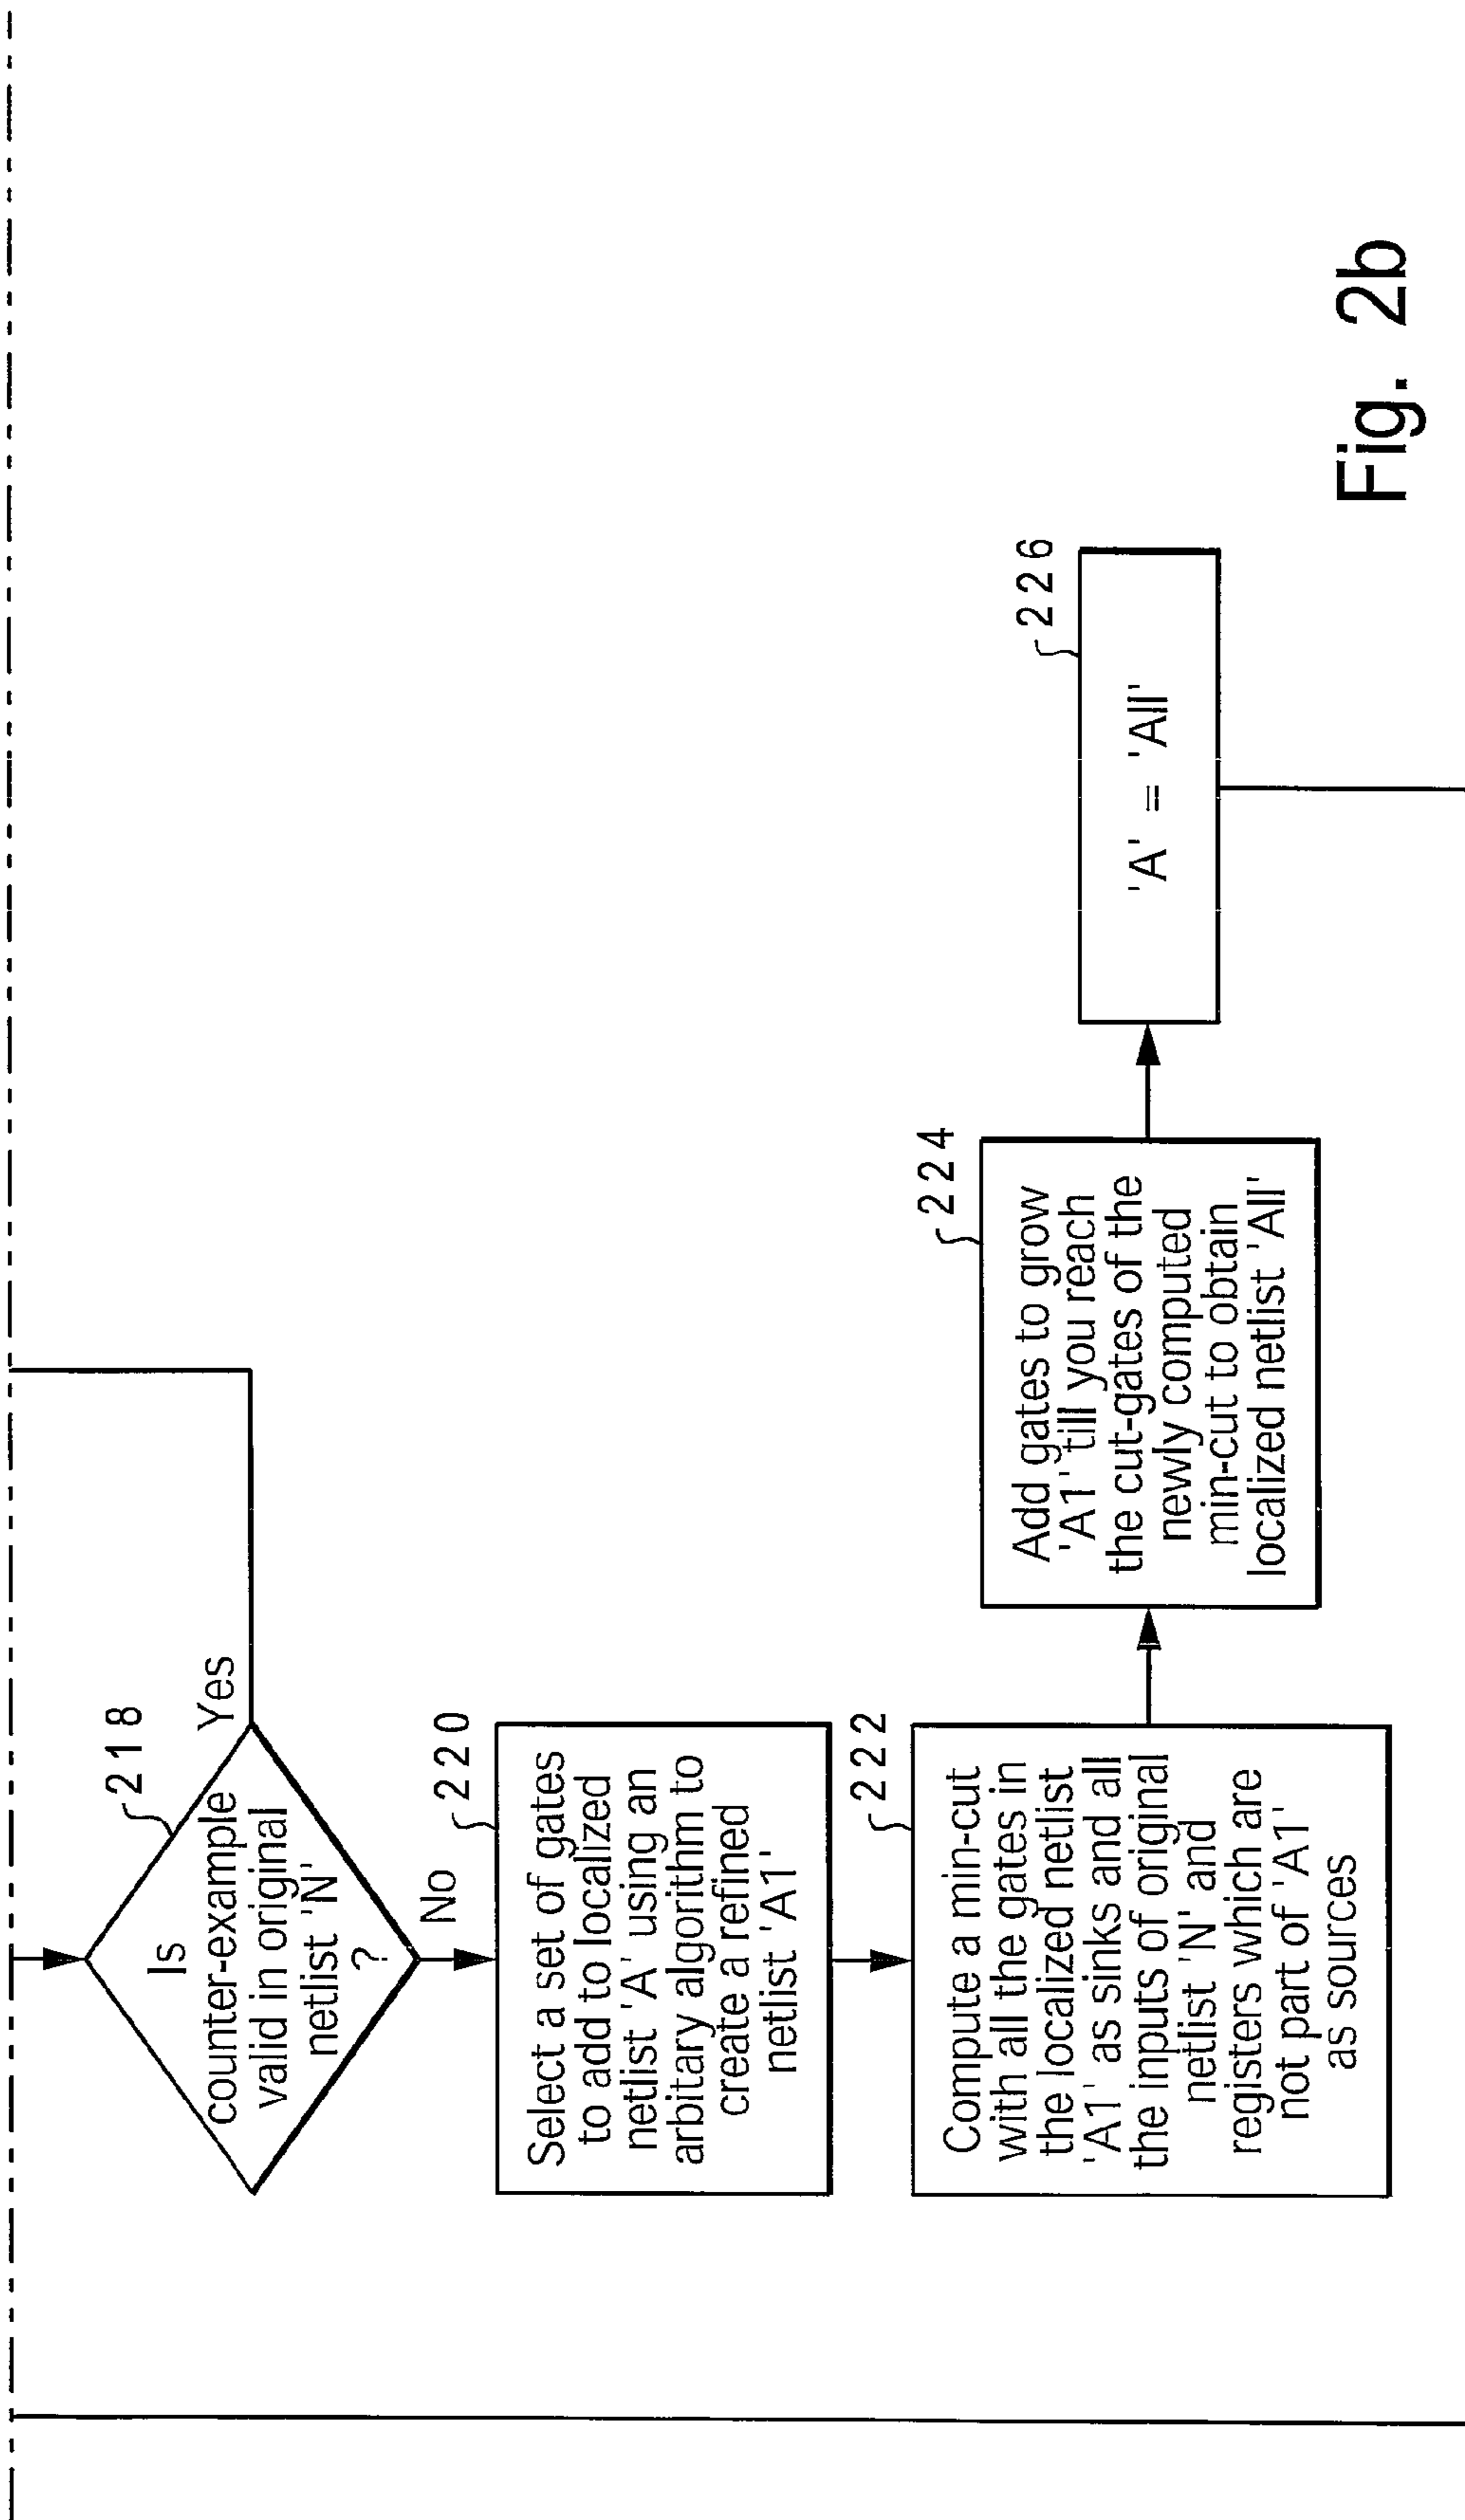 Is
counter-example
valid in original
netlist 'N'
?
218
Yes
No
220
Select a set of gates
to add to localized
netlist 'A' using an
arbitary algorithm to
create a refined
netlist 'A1'
222
Compute a min-cut
with all the gates in
the localized netlist
'A1' as sinks and all
the inputs of original
netlist 'N' and
registers which are
not part of 'A1'
as sources
224
Add gates to grow
'A1' till you reach
the cut-gates of the
newly computed
min-cut to obtain
localized netlist 'All'
226
'A' = 'All'
Fig. 2b